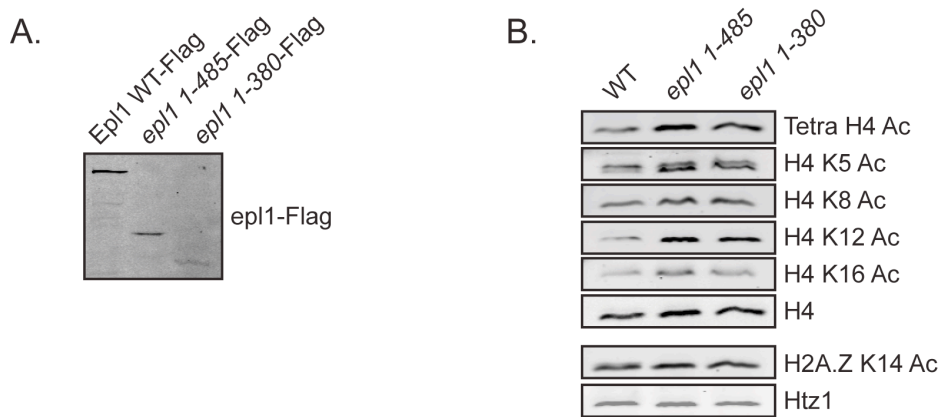 A.
Epl1 WT-Flag
epl1 1-485-Flag
epl1 1-380-Flag
epl1-Flag
B.
WT
epl1 1-485
epl1 1-380
Tetra H4 Ac
H4 K5 Ac
H4 K8 Ac
H4 K12 Ac
H4 K16 Ac
H4
H2A.Z K14 Ac
Htz1